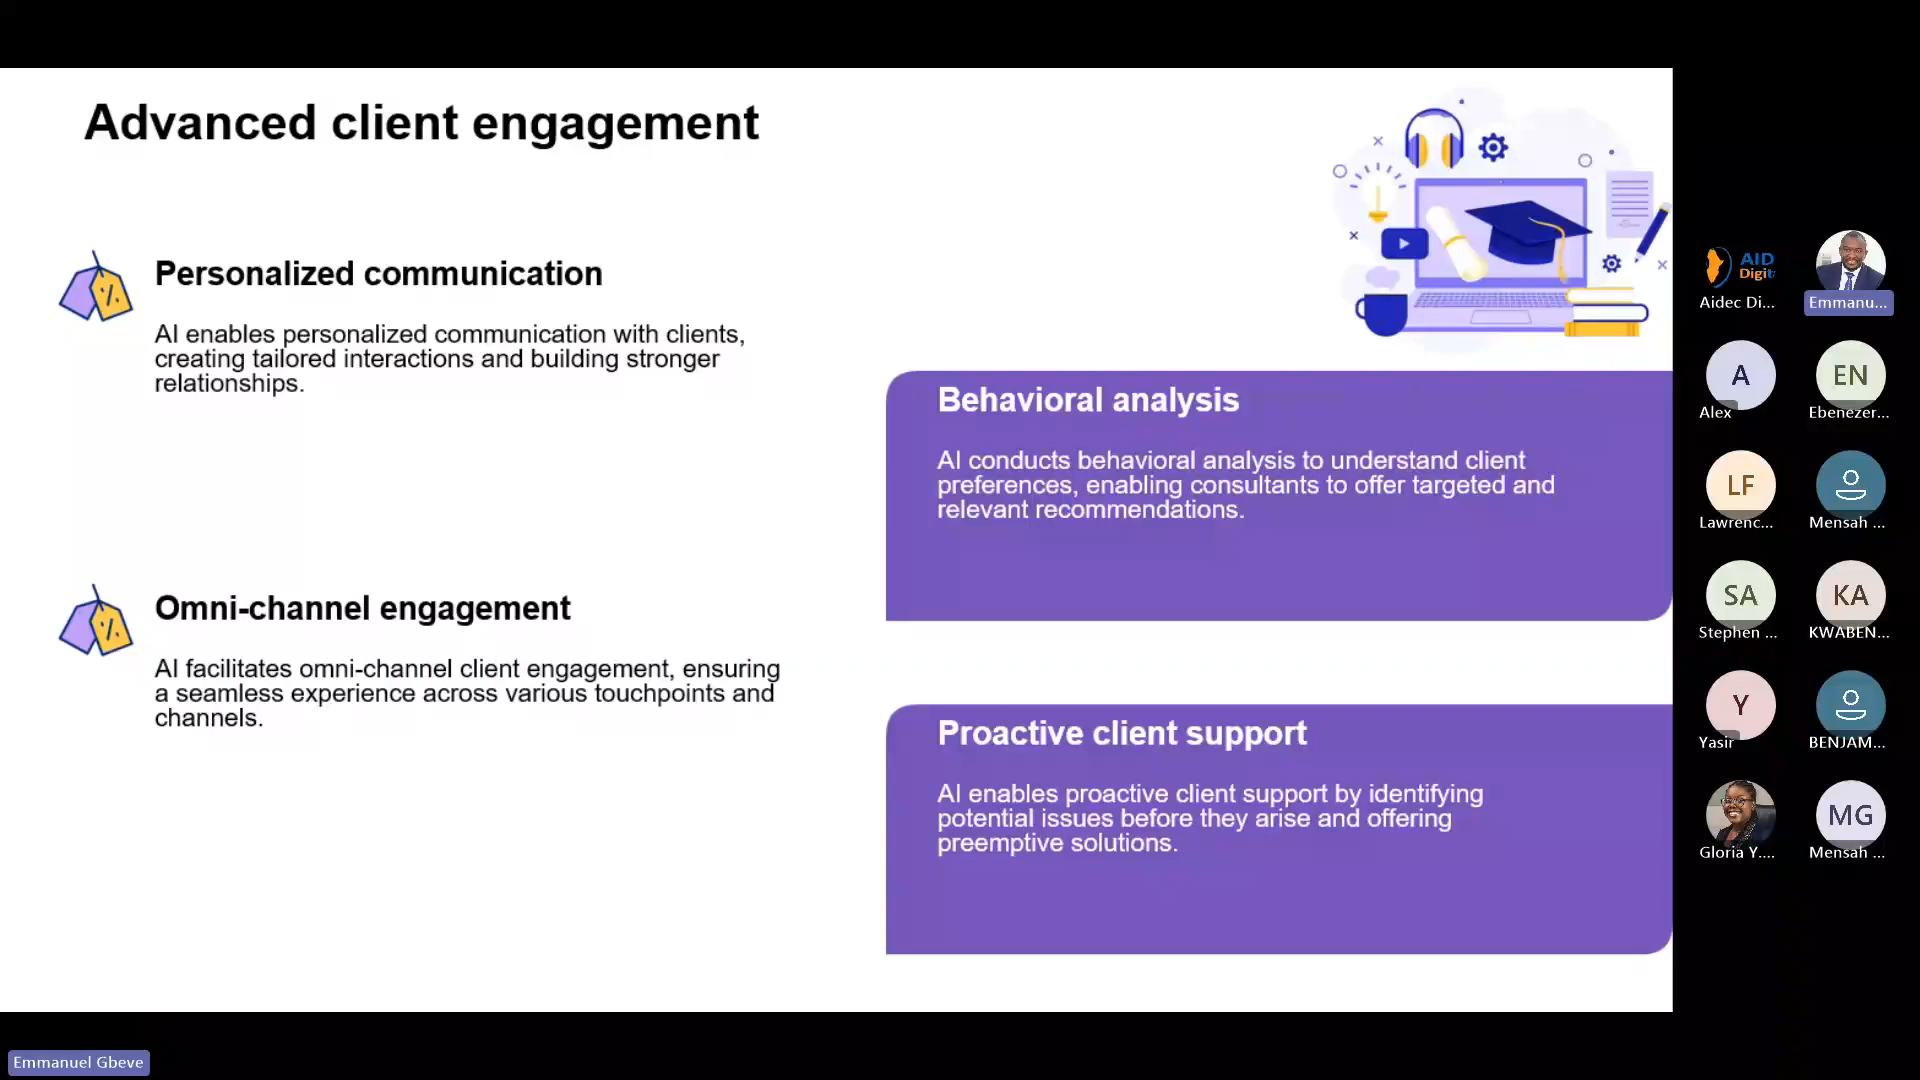 Advanced client engagement
Personalized communication
AI enables personalized communication with clients,
creating tailored interactions and building stronger
relationships.
Behavioral analysis
AI conducts behavioral analysis to understand client
preferences, enabling consultants to offer targeted and
relevant recommendations.
Omni-channel engagement
AI facilitates omni-channel client engagement, ensuring
a seamless experience across various touchpoints and
channels.
Proactive client support
AI enables proactive client support by identifying
potential issues before they arise and offering
preemptive solutions.
AID
Digit
Aidec Di...
Emmanu...
A
Alex
EN
Ebenezer...
LF
Lawrenc...
Mensah ...
SA
Stephen ...
KA
KWABEN...
Y
Yasir
BENJAM...
Gloria Y....
MG
Mensah ...
Emmanuel Gbeve